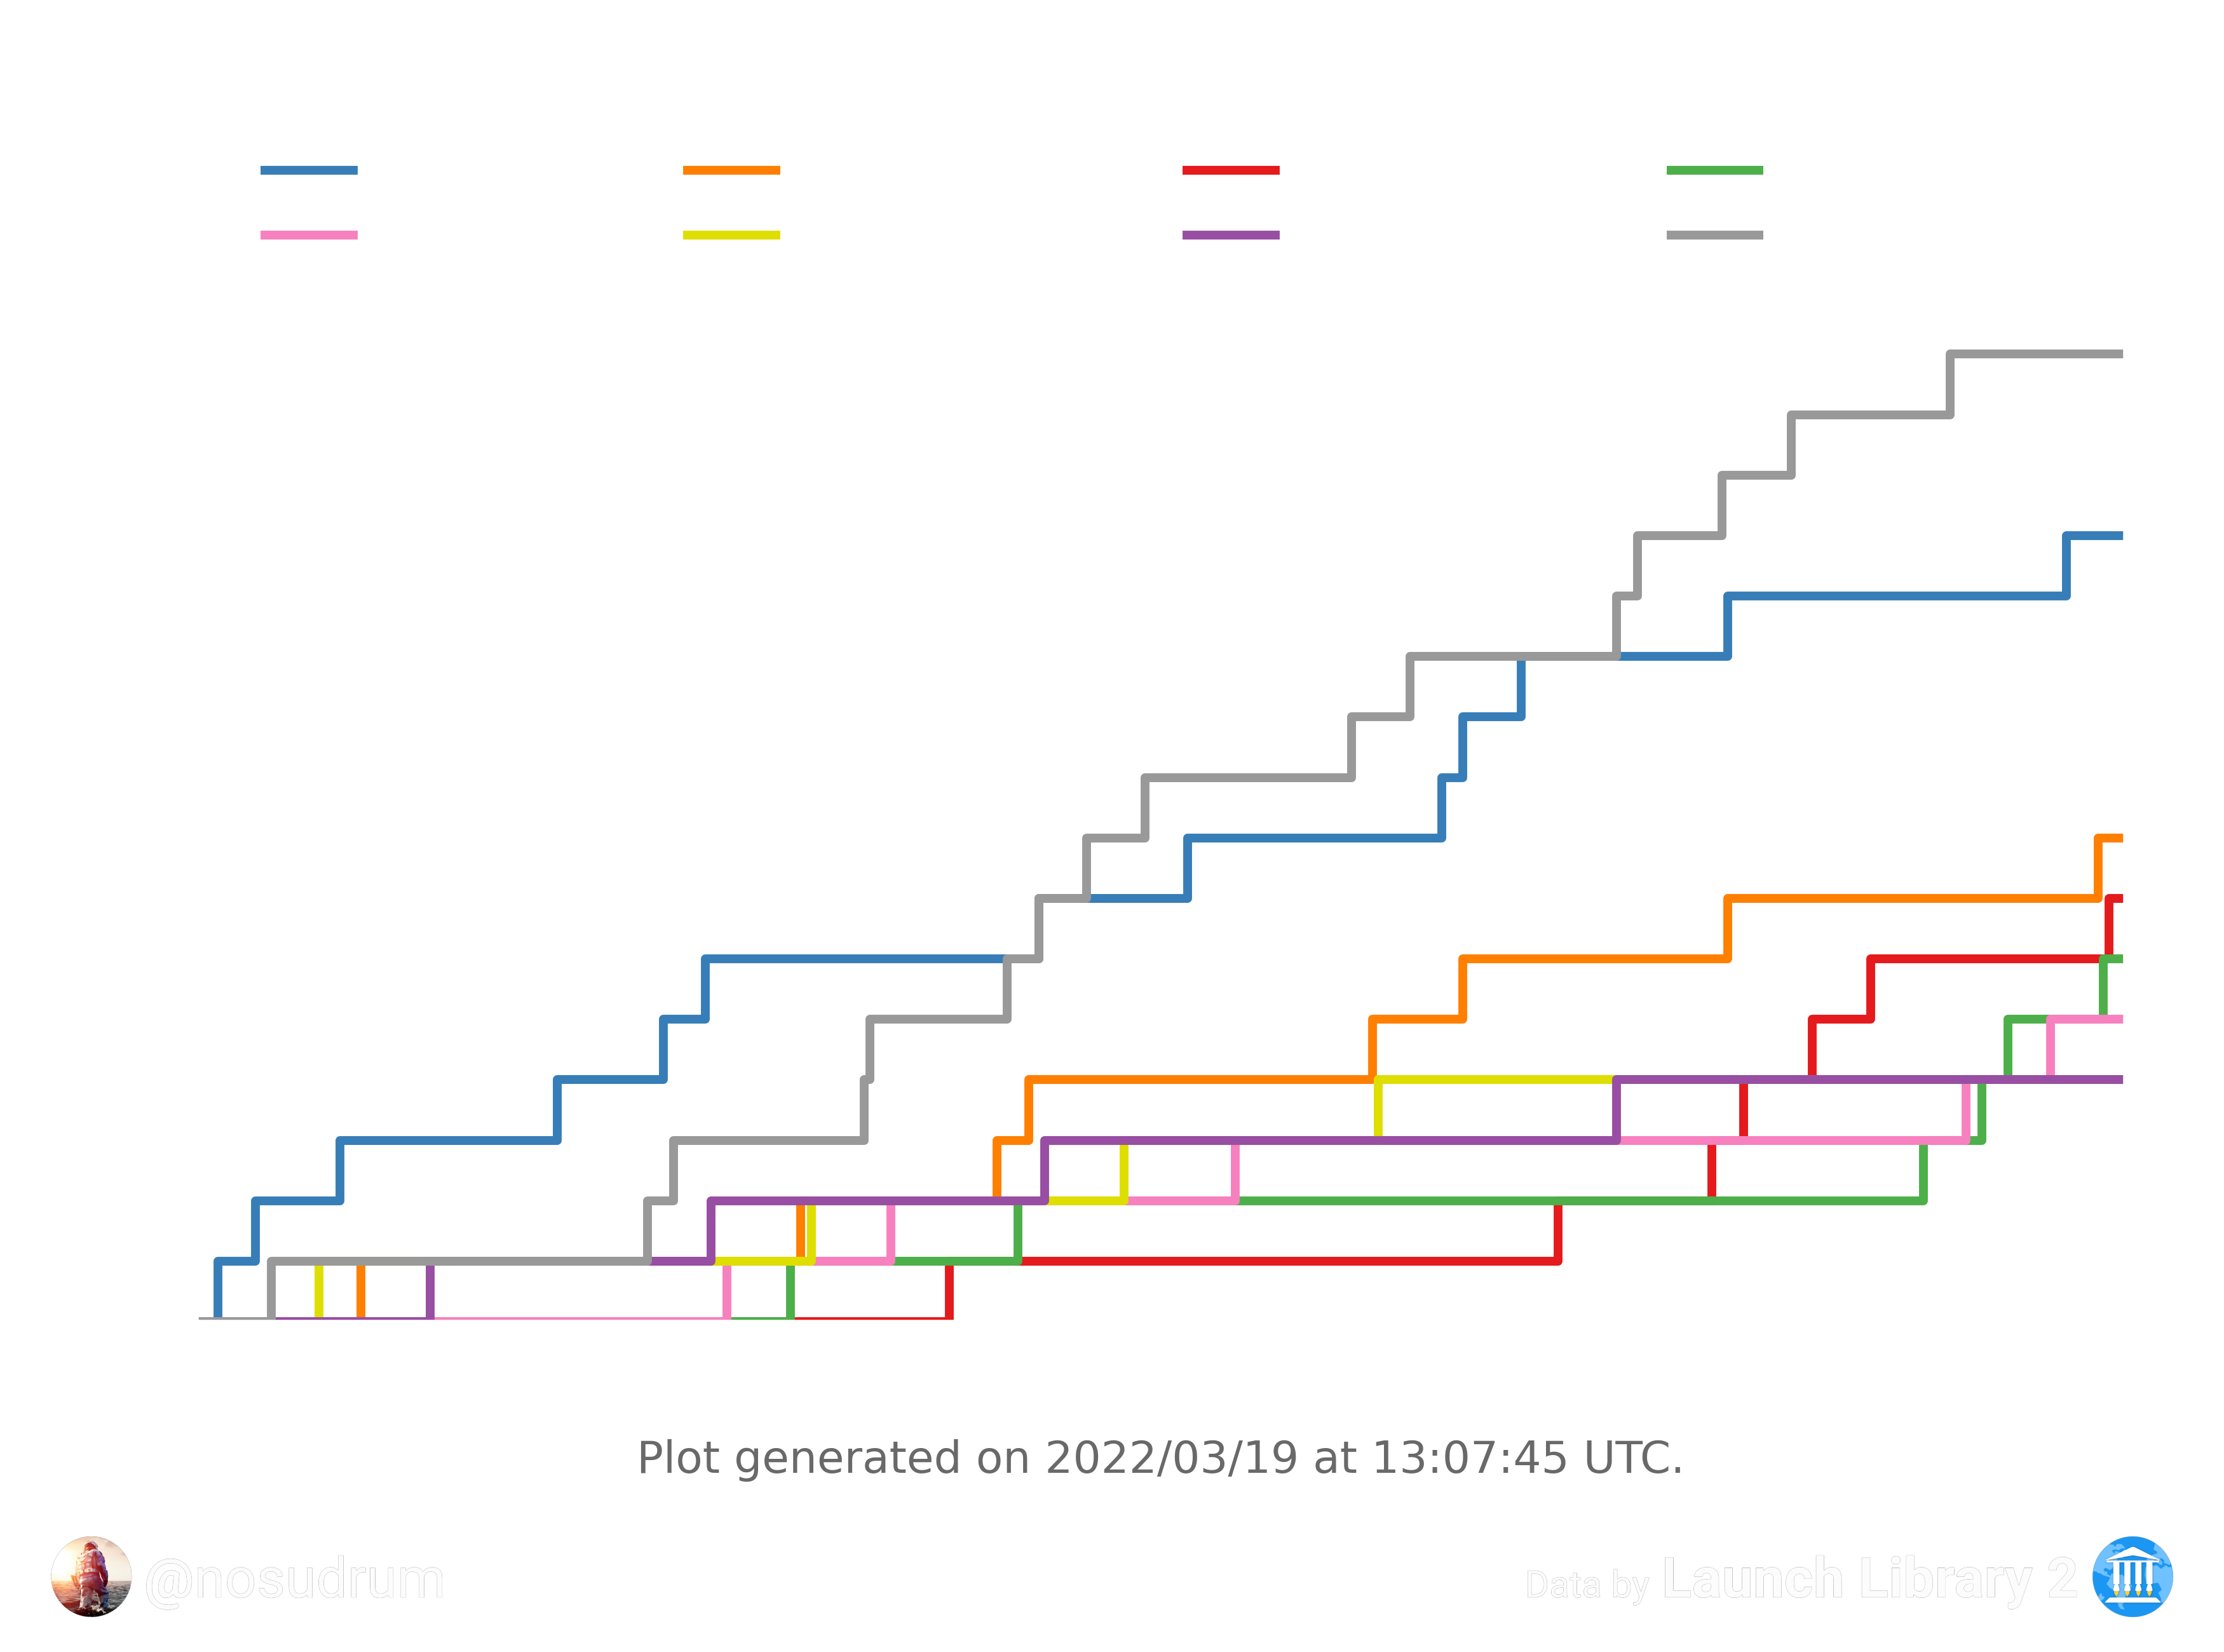 Plot generated on 2022/03/19 at 13:07:45 UTC.
@nosudrum
Data by Launch Library 2